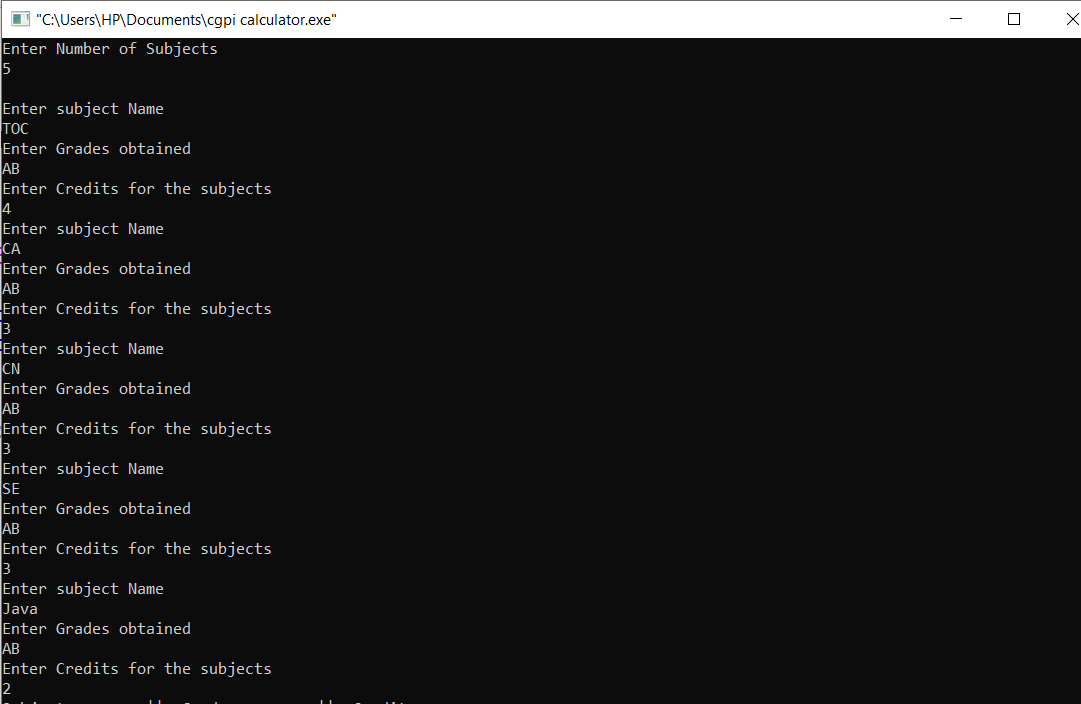 "C:\Users\HP\Documents\cgpi calculator.exe"
Enter Number of Subjects
5
Enter subject Name
TOC
Enter Grades obtained
AB
Enter Credits for the subjects
4
Enter subject Name
CA
Enter Grades obtained
AB
Enter Credits for the subjects
3
Enter subject Name
CN
Enter Grades obtained
AB
Enter Credits for the subjects
3
Enter subject Name
SE
Enter Grades obtained
AB
Enter Credits for the subjects
3
Enter subject Name
Java
Enter Grades obtained
AB
Enter Credits for the subjects
2